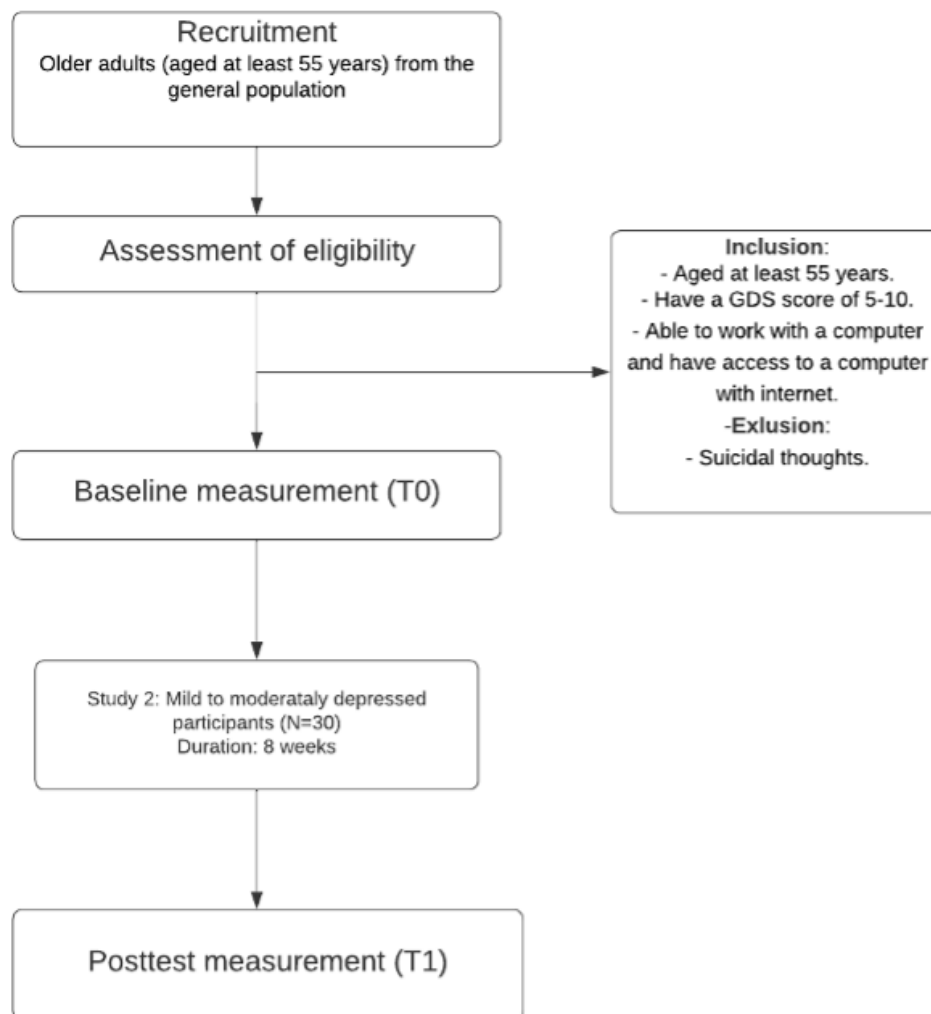 Recruitment
Older adults (aged at least 55 years) from the
general population
Assessment of eligibility
Inclusion:
- Aged at least 55 years.
- Have a GDS score of 5-10.
- Able to work with a computer
and have access to a computer
with internet.
-Exlusion:
- Suicidal thoughts.
Baseline measurement (T0)
Study 2: Mild to moderataly depressed
participants (N=30)
Duration: 8 weeks
Posttest measurement (T1)